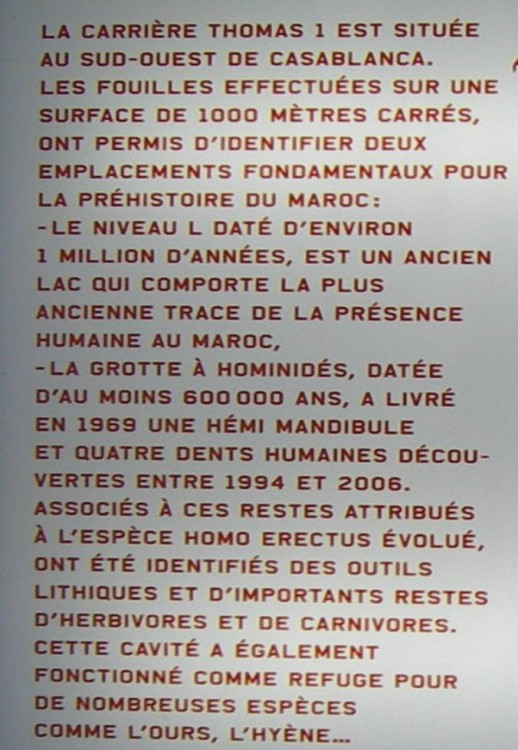 LA CARRIÈRE THOMAS 1 EST SITUÉE
AU SUD-OUEST DE CASABLANCA.
LES FOUILLES EFFECTUÉES SUR UNE
SURFACE DE 1000 MÈTRES CARRÉS,
ONT PERMIS D'IDENTIFIER DEUX
EMPLACEMENTS FONDAMENTAUX POUR
LA PRÉHISTOIRE DU MAROC:
-LE NIVEAU L DATÉ D'ENVIRON
1 MILLION D'ANNÉES, EST UN ANCIEN
LAC QUI COMPORTE LA PLUS
ANCIENNE TRACE DE LA PRÉSENCE
HUMAINE AU MAROC,
-LA GROTTE À HOMINIDÉS, DATÉE
D'AU MOINS 600 000 ANS, A LIVRÉ
EN 1969 UNE HÉMI MANDIBULE
ET QUATRE DENTS HUMAINES DÉCOU-
VERTES ENTRE 1994 ET 2006.
ASSOCIÉS À CES RESTES ATTRIBUÉS
À L'ESPÈCE HOMO ERECTUS ÉVOLUÉ,
ONT ÉTÉ IDENTIFIÉS DES OUTILS
LITHIQUES ET D'IMPORTANTS RESTES
D'HERBIVORES ET DE CARNIVORES.
CETTE CAVITÉ A ÉGALEMENT
FONCTIONNÉ COMME REFUGE POUR
DE NOMBREUSES ESPÈCES
COMME L'OURS, L'HYÈNE...